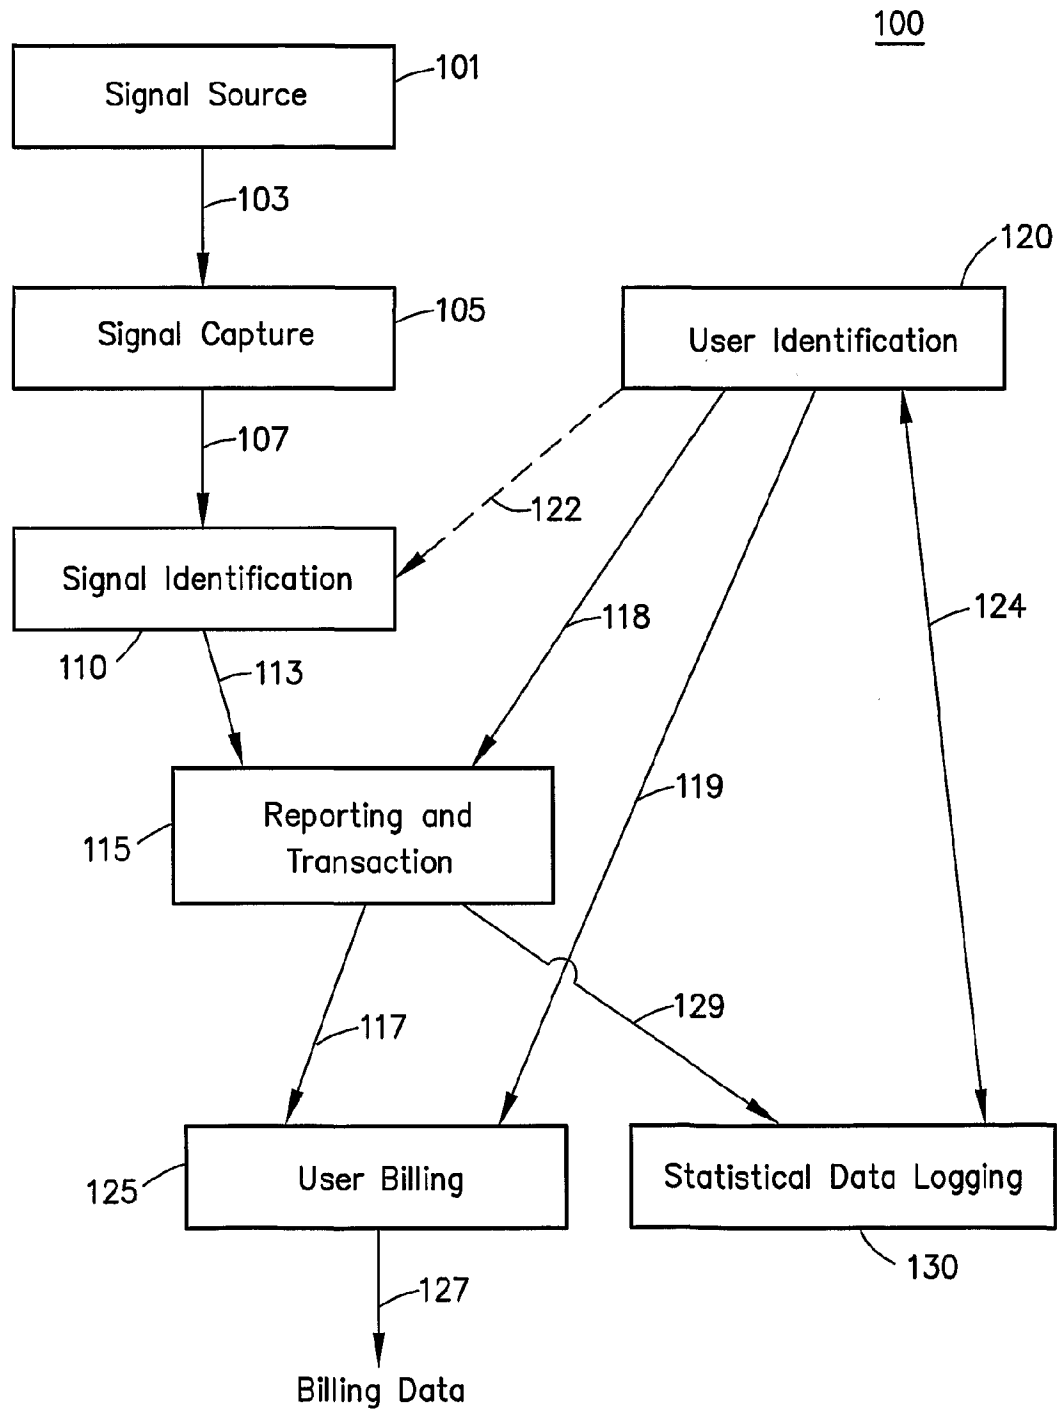 100
Signal Source
101
103
Signal Capture
105
120
User Identification
107
122
Signal Identification
110
113
118
124
Reporting and
Transaction
115
119
117
129
User Billing
125
Statistical Data Logging
130
127
Billing Data